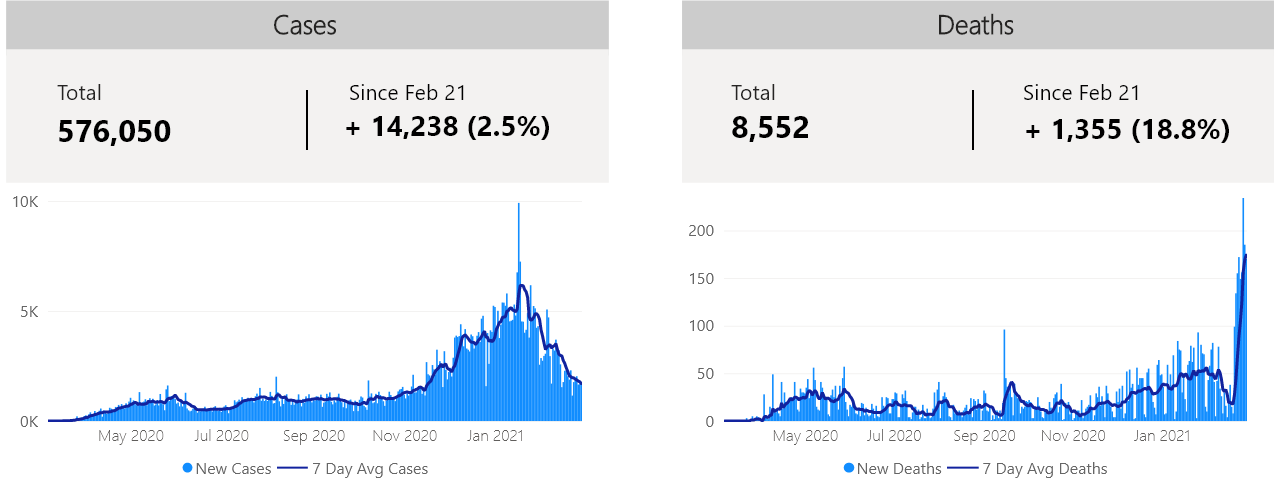 Cases
Total
576,050
Since Feb 21
+ 14,238 (2.5%)
10K
5K
0K
May 2020 Jul 2020 Sep 2020 Nov 2020 Jan 2021
New Cases 7 Day Avg Cases
Deaths
Total
8,552
Since Feb 21
+ 1,355 (18.8%)
200
150
100
50
0
May 2020 Jul 2020 Sep 2020 Nov 2020 Jan 2021
New Deaths 7 Day Avg Deaths